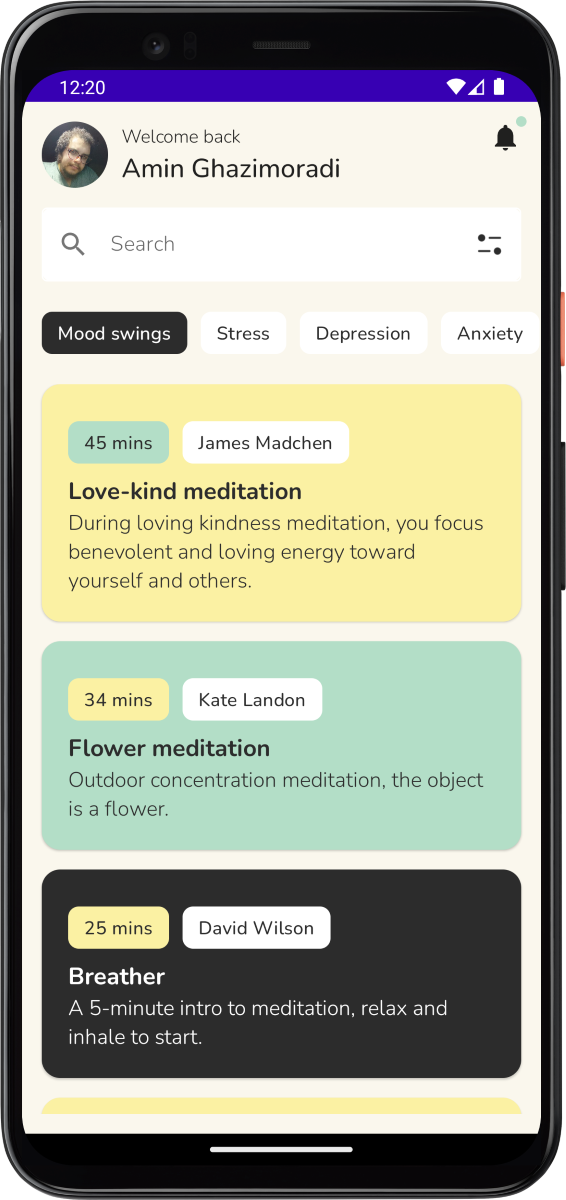 12:20
Welcome back
Amin Ghazimoradi
Search
Mood swings
Stress
Depression
Anxiety
45 mins
James Madchen
Love-kind meditation
During loving kindness meditation, you focus
benevolent and loving energy toward
yourself and others.
34 mins
Kate Landon
Flower meditation
Outdoor concentration meditation, the object
is a flower.
25 mins
David Wilson
Breather
A 5-minute intro to meditation, relax and
inhale to start.